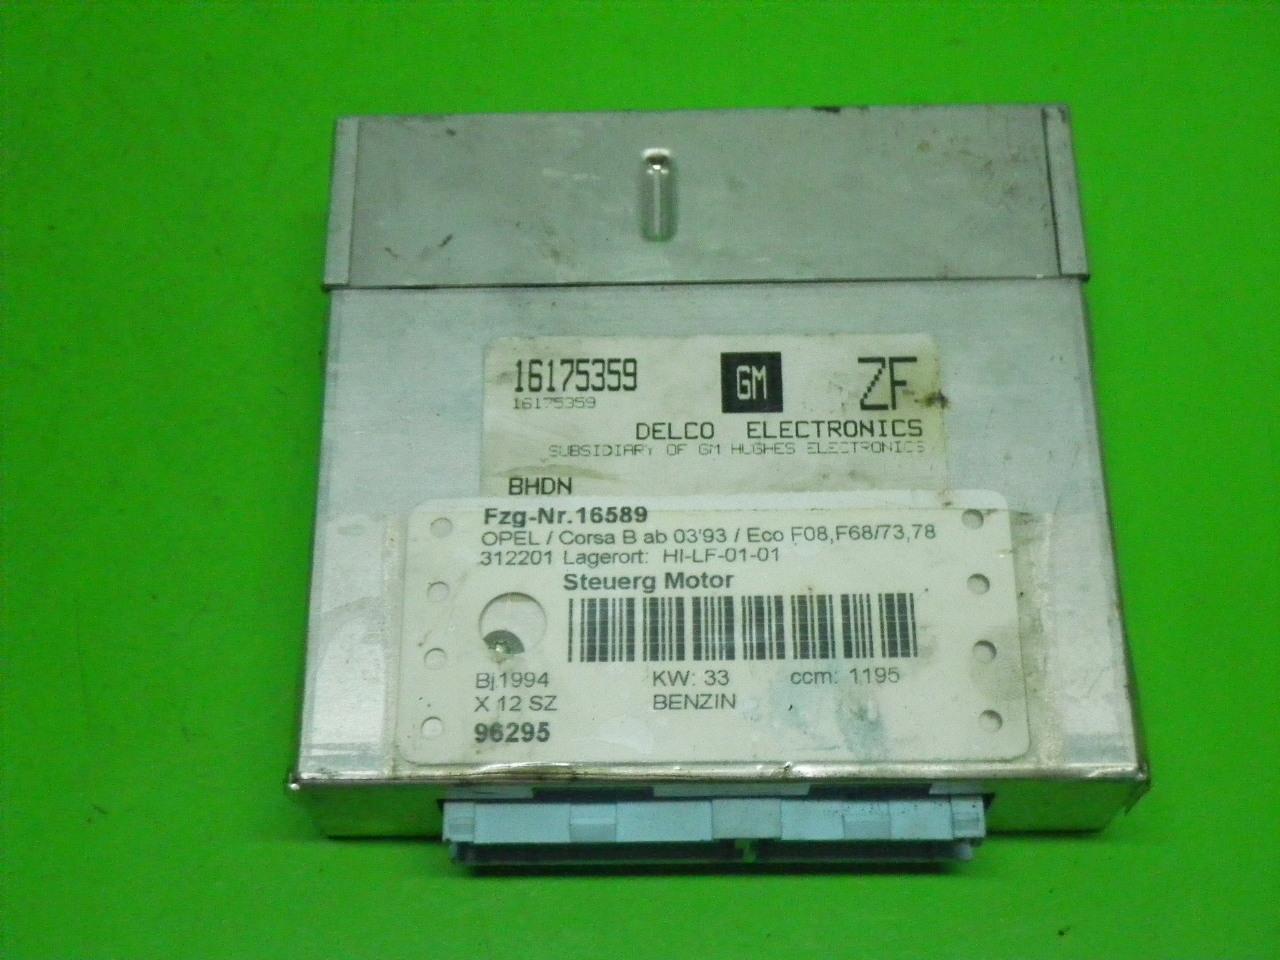 16175359 GM ZF
16175359
DELCO ELECTRONICS
SUBSIDIARY OF GM HUGHES ELECTRONICS
BHDN
Fzg-Nr.16589
OPEL / Corsa B ab 03'93 / Eco F08,F68/73,78
312201 Lagerort: HI-LF-01-01
Steuerg Motor
Bj.1994 KW: 33 ccm: 1195
X 12 SZ BENZIN
96295